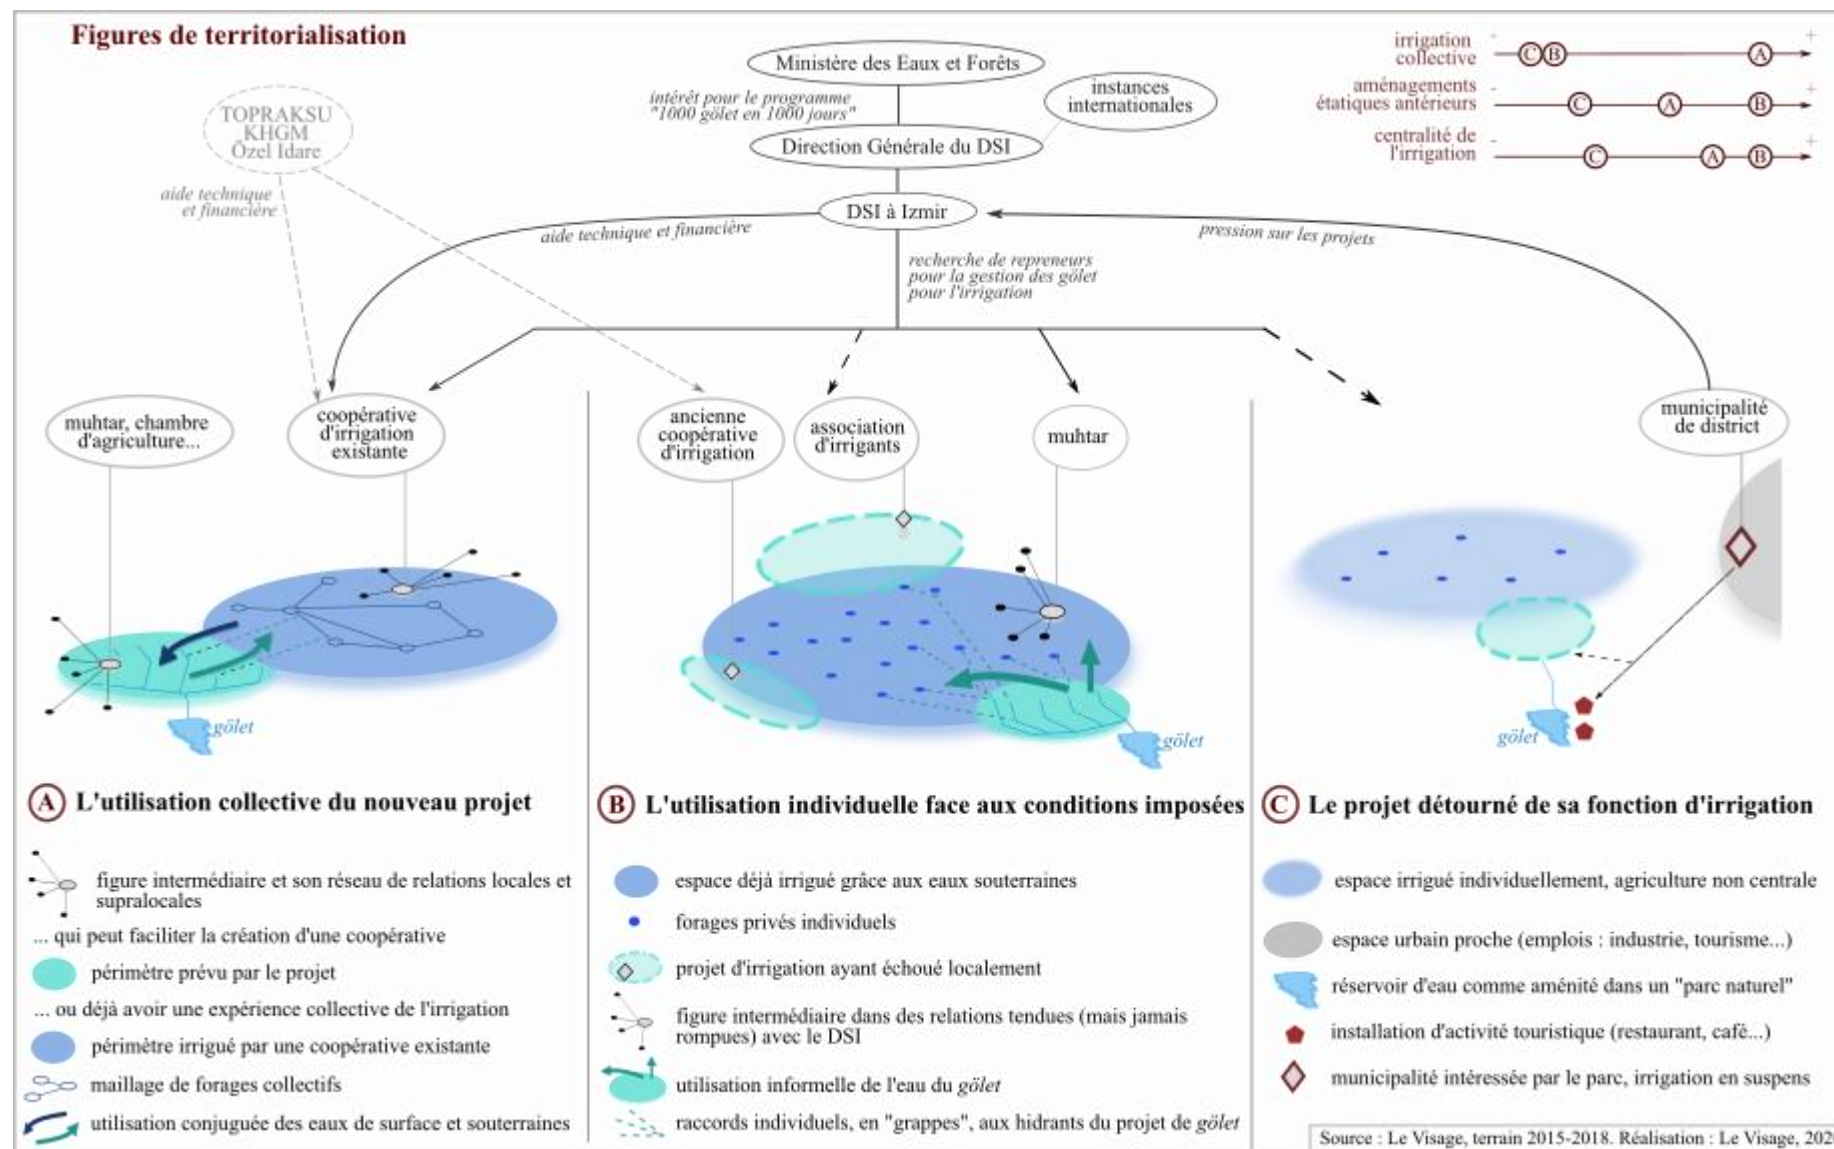 Figures de territorialisation
Ministère des Eaux et Forêts
intérêt pour le programme
"1000 gölet en 1000 jours"
instances
internationales
Direction Générale du DSI
TOPRAKSU
KHGM
Özel Idare
aide technique
et financière
DSI à Izmir
aide technique et financière
pression sur les projets
recherche de repreneurs
pour la gestion des gölet
pour l'irrigation
irrigation
collective
- C B A +
aménagements
étatiques antérieurs
- C A B +
centralité de
l'irrigation
- C A B +
muhtar, chambre
d'agriculture...
coopérative
d'irrigation
existante
ancienne
coopérative
d'irrigation
association
d'irrigants
muhtar
municipalité
de district
gölet
gölet
gölet
A L'utilisation collective du nouveau projet
figure intermédiaire et son réseau de relations locales et
supralocales
... qui peut faciliter la création d'une coopérative
périmètre prévu par le projet
... ou déjà avoir une expérience collective de l'irrigation
périmètre irrigué par une coopérative existante
maillage de forages collectifs
utilisation conjuguée des eaux de surface et souterraines
B L'utilisation individuelle face aux conditions imposées
espace déjà irrigué grâce aux eaux souterraines
forages privés individuels
projet d'irrigation ayant échoué localement
figure intermédiaire dans des relations tendues (mais jamais
rompues) avec le DSI
utilisation informelle de l'eau du gölet
raccords individuels, en "grappes", aux hidrants du projet de gölet
C Le projet détourné de sa fonction d'irrigation
espace irrigué individuellement, agriculture non centrale
espace urbain proche (emplois : industrie, tourisme...)
réservoir d'eau comme aménité dans un "parc naturel"
installation d'activité touristique (restaurant, café...)
municipalité intéressée par le parc, irrigation en suspens
Source : Le Visage, terrain 2015-2018. Réalisation : Le Visage,